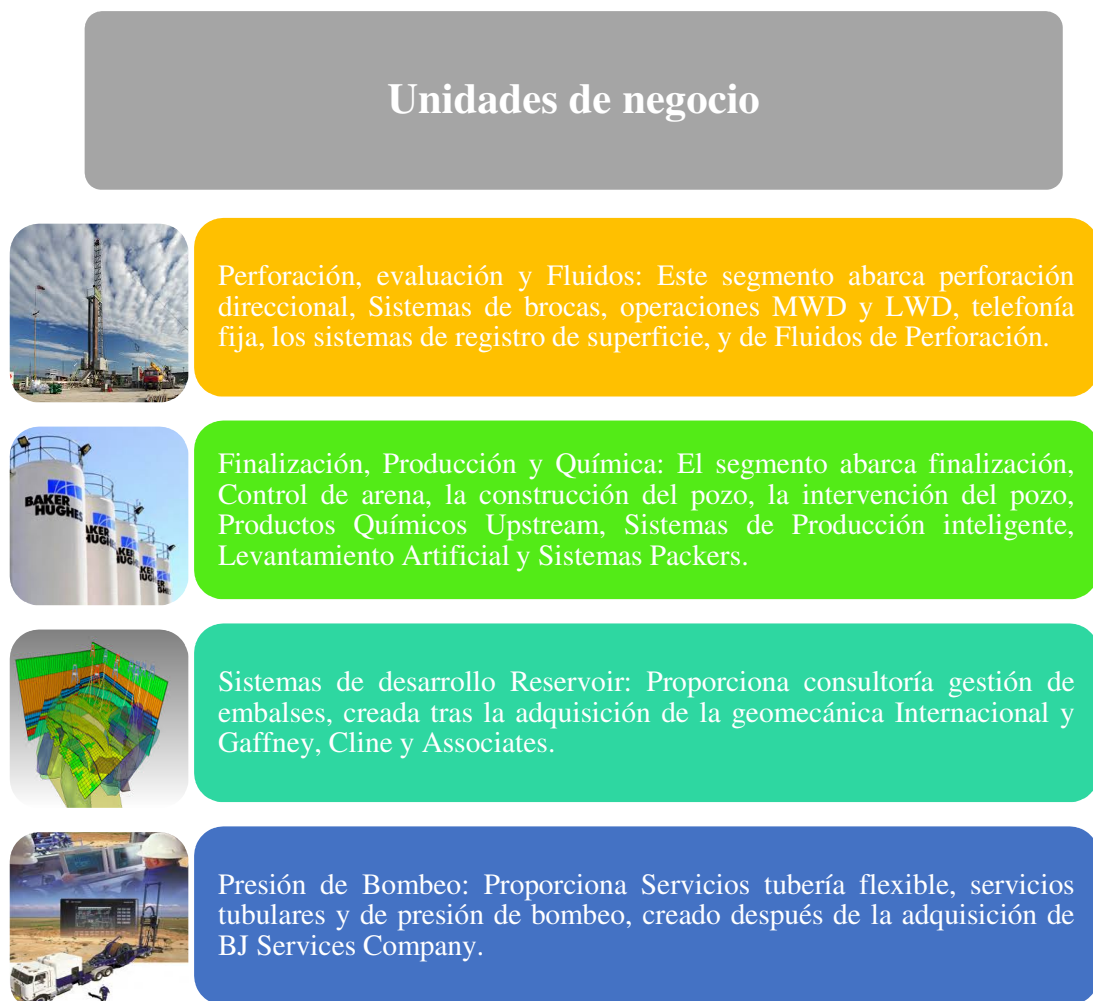 Unidades de negocio
Perforación, evaluación y Fluidos: Este segmento abarca perforación
direccional, Sistemas de brocas, operaciones MWD y LWD, telefonía
fija, los sistemas de registro de superficie, y de Fluidos de Perforación.
BAKER
HUGHES
Finalización, Producción y Química: El segmento abarca finalización,
Control de arena, la construcción del pozo, la intervención del pozo,
Productos Químicos Upstream, Sistemas de Producción inteligente,
Levantamiento Artificial y Sistemas Packers.
Sistemas de desarrollo Reservoir: Proporciona consultoría gestión de
embalses, creada tras la adquisición de la geomecánica Internacional y
Gaffney, Cline y Associates.
Presión de Bombeo: Proporciona Servicios tubería flexible, servicios
tubulares y de presión de bombeo, creado después de la adquisición de
BJ Services Company.